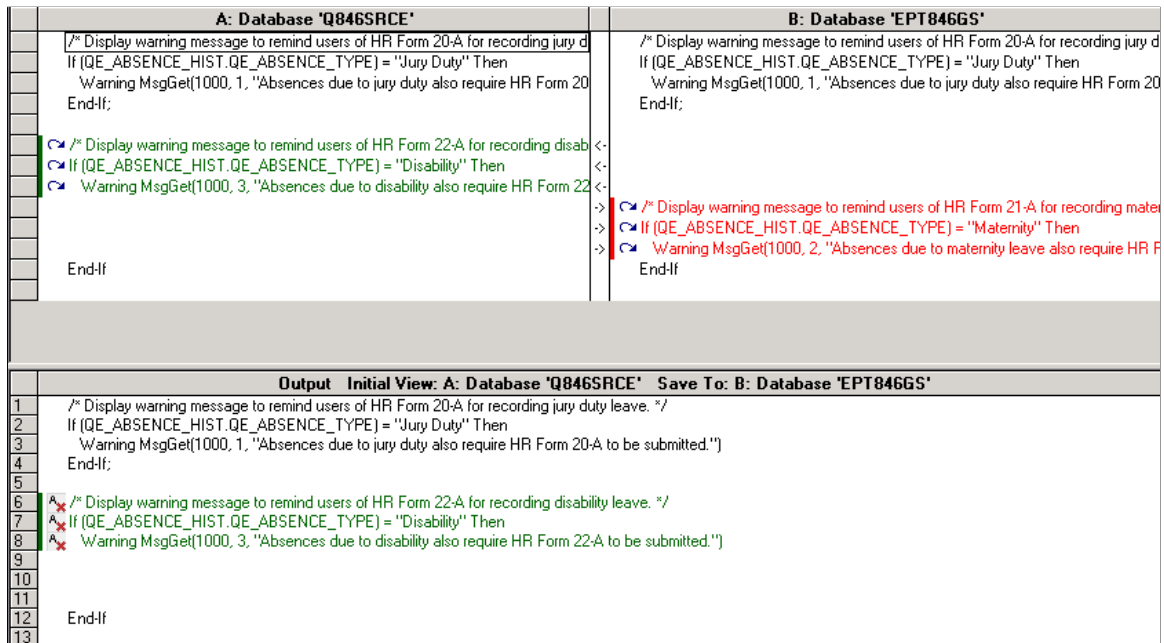 A: Database 'Q846SRCE'
B: Database 'EPT846GS'
/* Display warning message to remind users of HR Form 20-A for recording jury d
If (QE_ABSENCE_HIST.QE_ABSENCE_TYPE) = "Jury Duty" Then
Warning MsgGet(1000, 1, "Absences due to jury duty also require HR Form 20
End-If;
/* Display warning message to remind users of HR Form 22-A for recording disab
If (QE_ABSENCE_HIST.QE_ABSENCE_TYPE) = "Disability" Then
Warning MsgGet(1000, 3, "Absences due to disability also require HR Form 22
End-If
<-
<-
<-
->
->
->
/* Display warning message to remind users of HR Form 20-A for recording jury d
If (QE_ABSENCE_HIST.QE_ABSENCE_TYPE) = "Jury Duty" Then
Warning MsgGet(1000, 1, "Absences due to jury duty also require HR Form 20
End-If;
/* Display warning message to remind users of HR Form 21-A for recording mater
If (QE_ABSENCE_HIST.QE_ABSENCE_TYPE) = "Maternity" Then
Warning MsgGet(1000, 2, "Absences due to maternity leave also require HR F
End-If
Output Initial View: A: Database 'Q846SRCE' Save To: B: Database 'EPT846GS'
1 /* Display warning message to remind users of HR Form 20-A for recording jury duty leave. */
2 If (QE_ABSENCE_HIST.QE_ABSENCE_TYPE) = "Jury Duty" Then
3 Warning MsgGet(1000, 1, "Absences due to jury duty also require HR Form 20-A to be submitted.")
4 End-If;
5
6 A /* Display warning message to remind users of HR Form 22-A for recording disability leave. */
7 A If (QE_ABSENCE_HIST.QE_ABSENCE_TYPE) = "Disability" Then
8 A Warning MsgGet(1000, 3, "Absences due to disability also require HR Form 22-A to be submitted.")
9
10
11
12 End-If
13